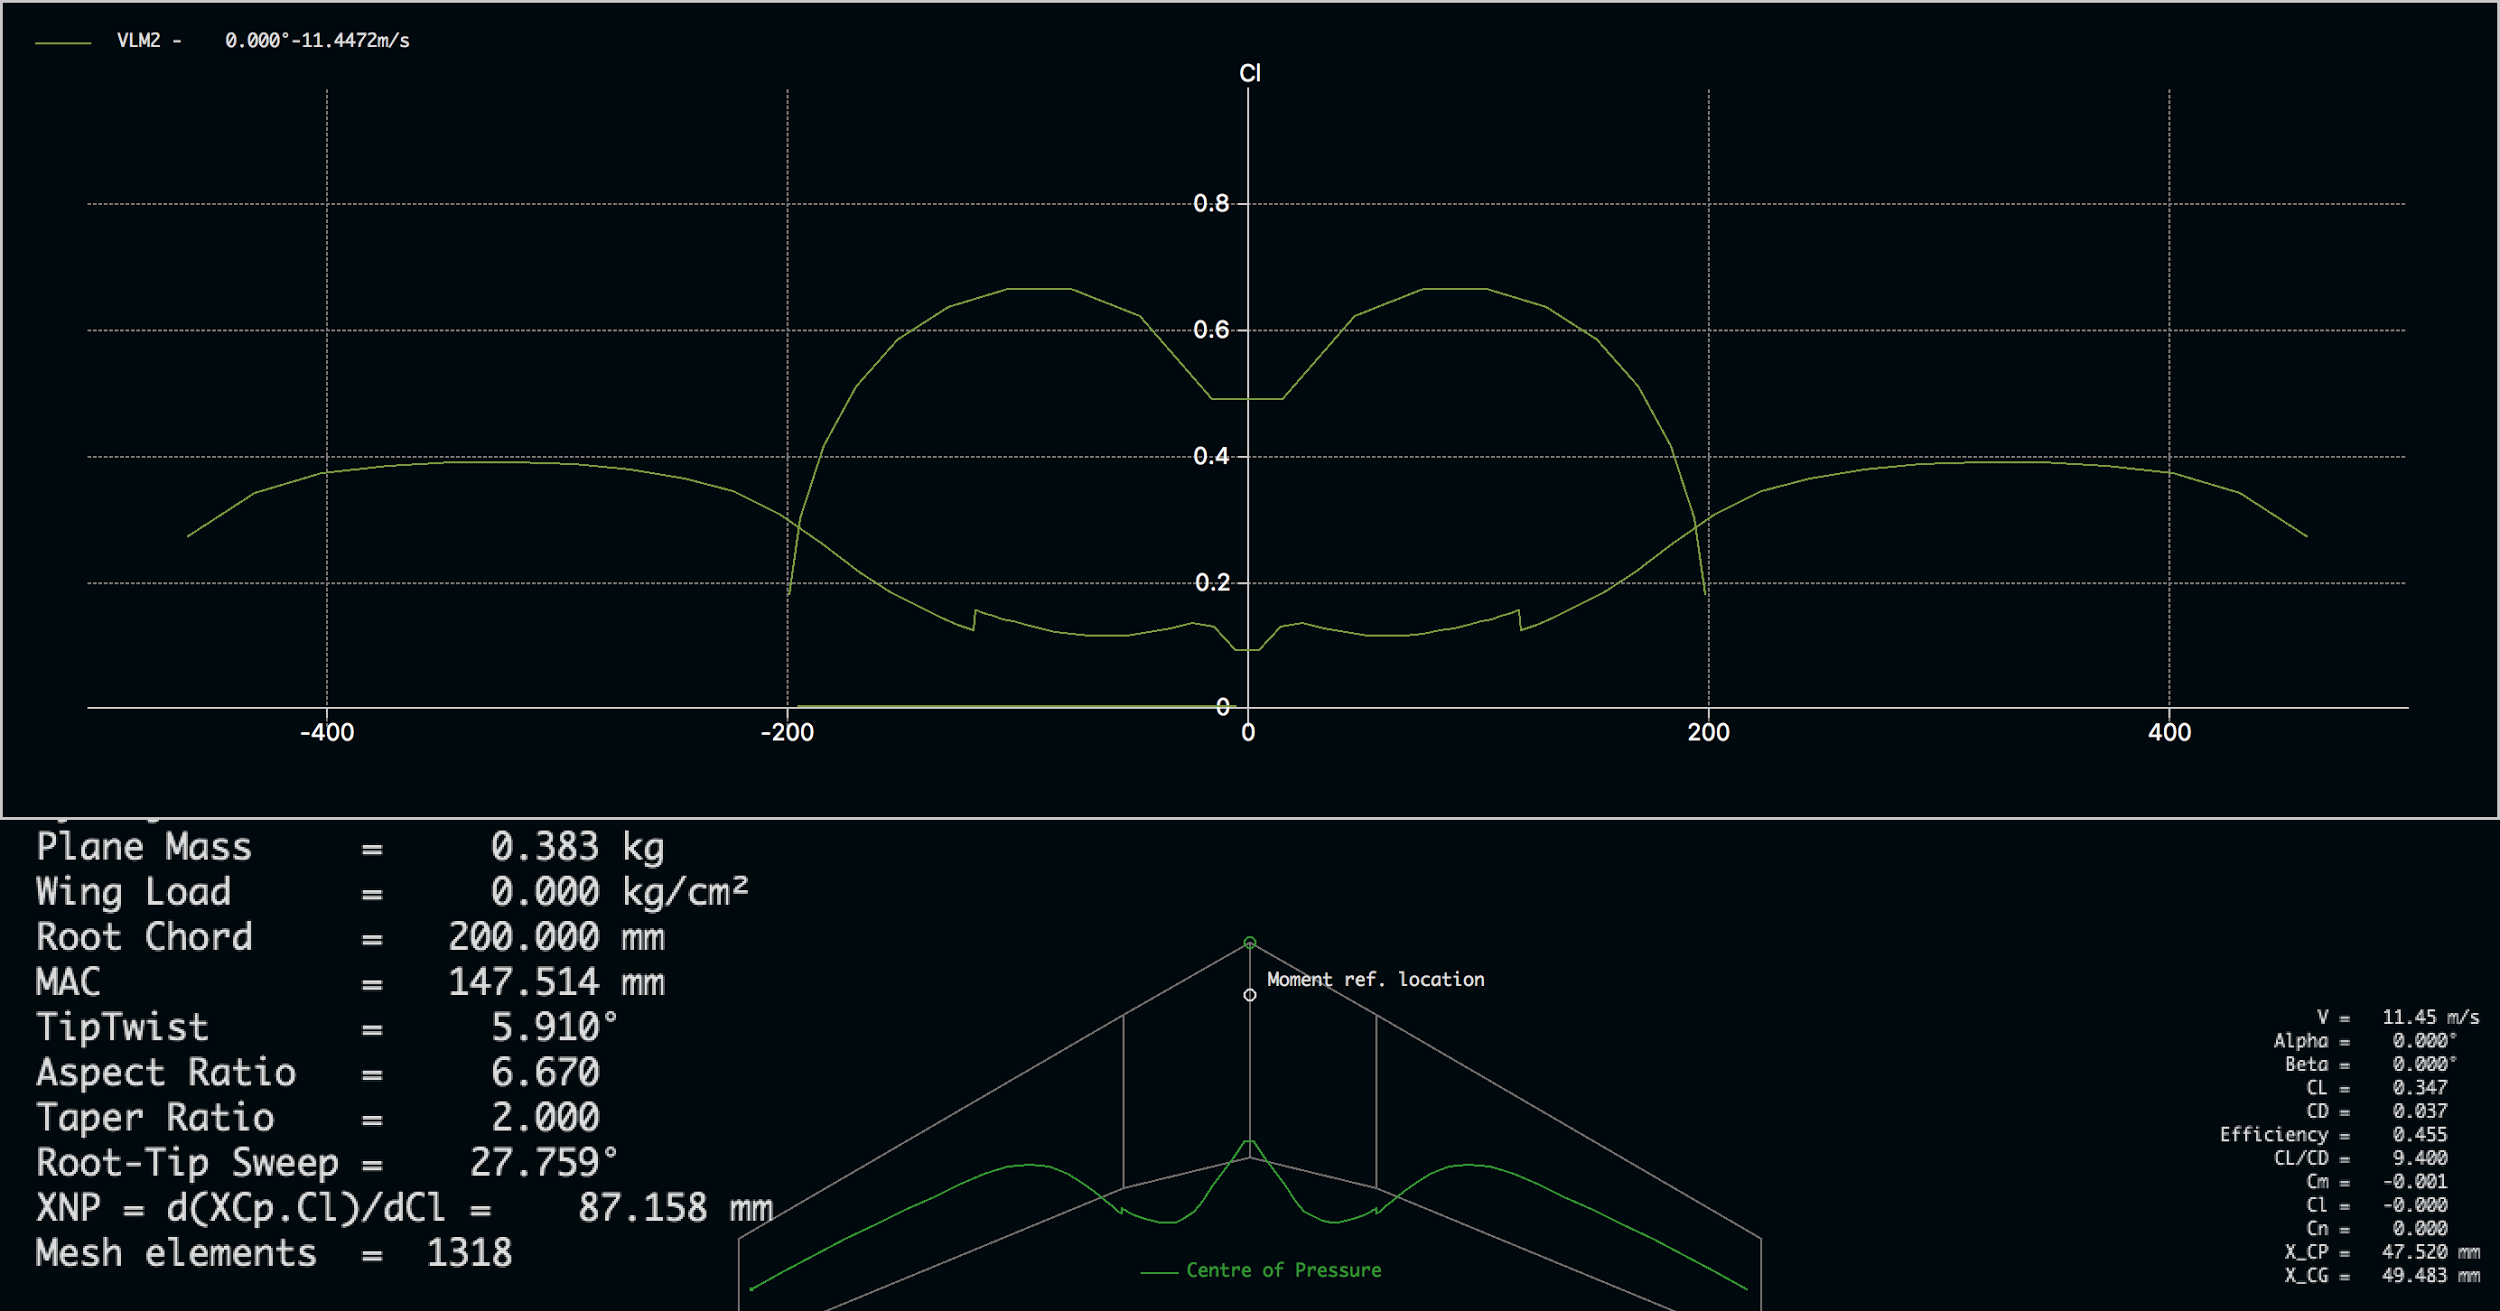 VLM2 - 0.000°-11.4472m/s
Cl
0.8
0.6
0.4
0.2
0
-400 -200 0 200 400
Plane Mass = 0.383 kg
Wing Load = 0.000 kg/cm²
Root Chord = 200.000 mm
MAC = 147.514 mm
TipTwist = 5.910°
Aspect Ratio = 6.670
Taper Ratio = 2.000
Root-Tip Sweep = 27.759°
XNP = d(XCp.Cl)/dCl = 87.158 mm
Mesh elements = 1318
Moment ref. location
Centre of Pressure
V = 11.45 m/s
Alpha = 0.000°
Beta = 0.000°
CL = 0.347
CD = 0.037
Efficiency = 0.455
CL/CD = 9.400
Cm = -0.001
Cl = -0.000
Cn = 0.000
X_CP = 47.520 mm
X_CG = 49.483 mm